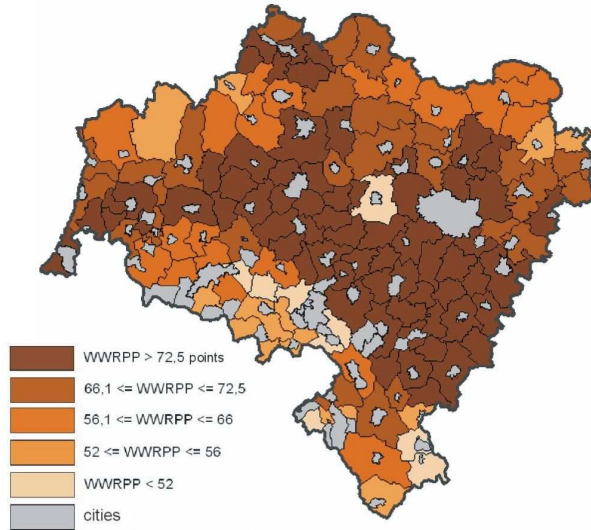 WWRPP > 72,5 points
66,1 <= WWRPP <= 72,5
56,1 <= WWRPP <= 66
52 <= WWRPP <= 56
WWRPP < 52
cities